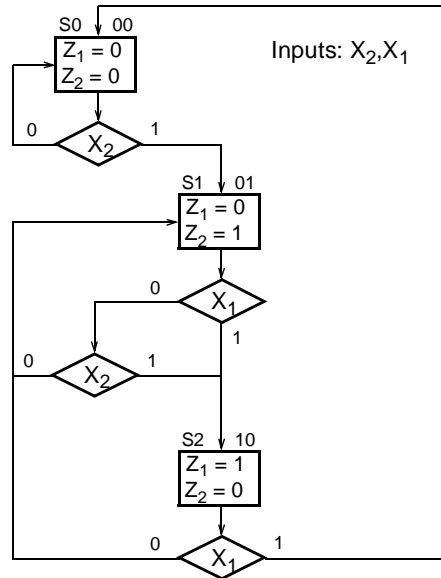 S0 00
Z1 = 0
Z2 = 0
Inputs: X2,X1
0 1
X2
S1 01
Z1 = 0
Z2 = 1
0
X1
1
0 1
X2
S2 10
Z1 = 1
Z2 = 0
0 1
X1